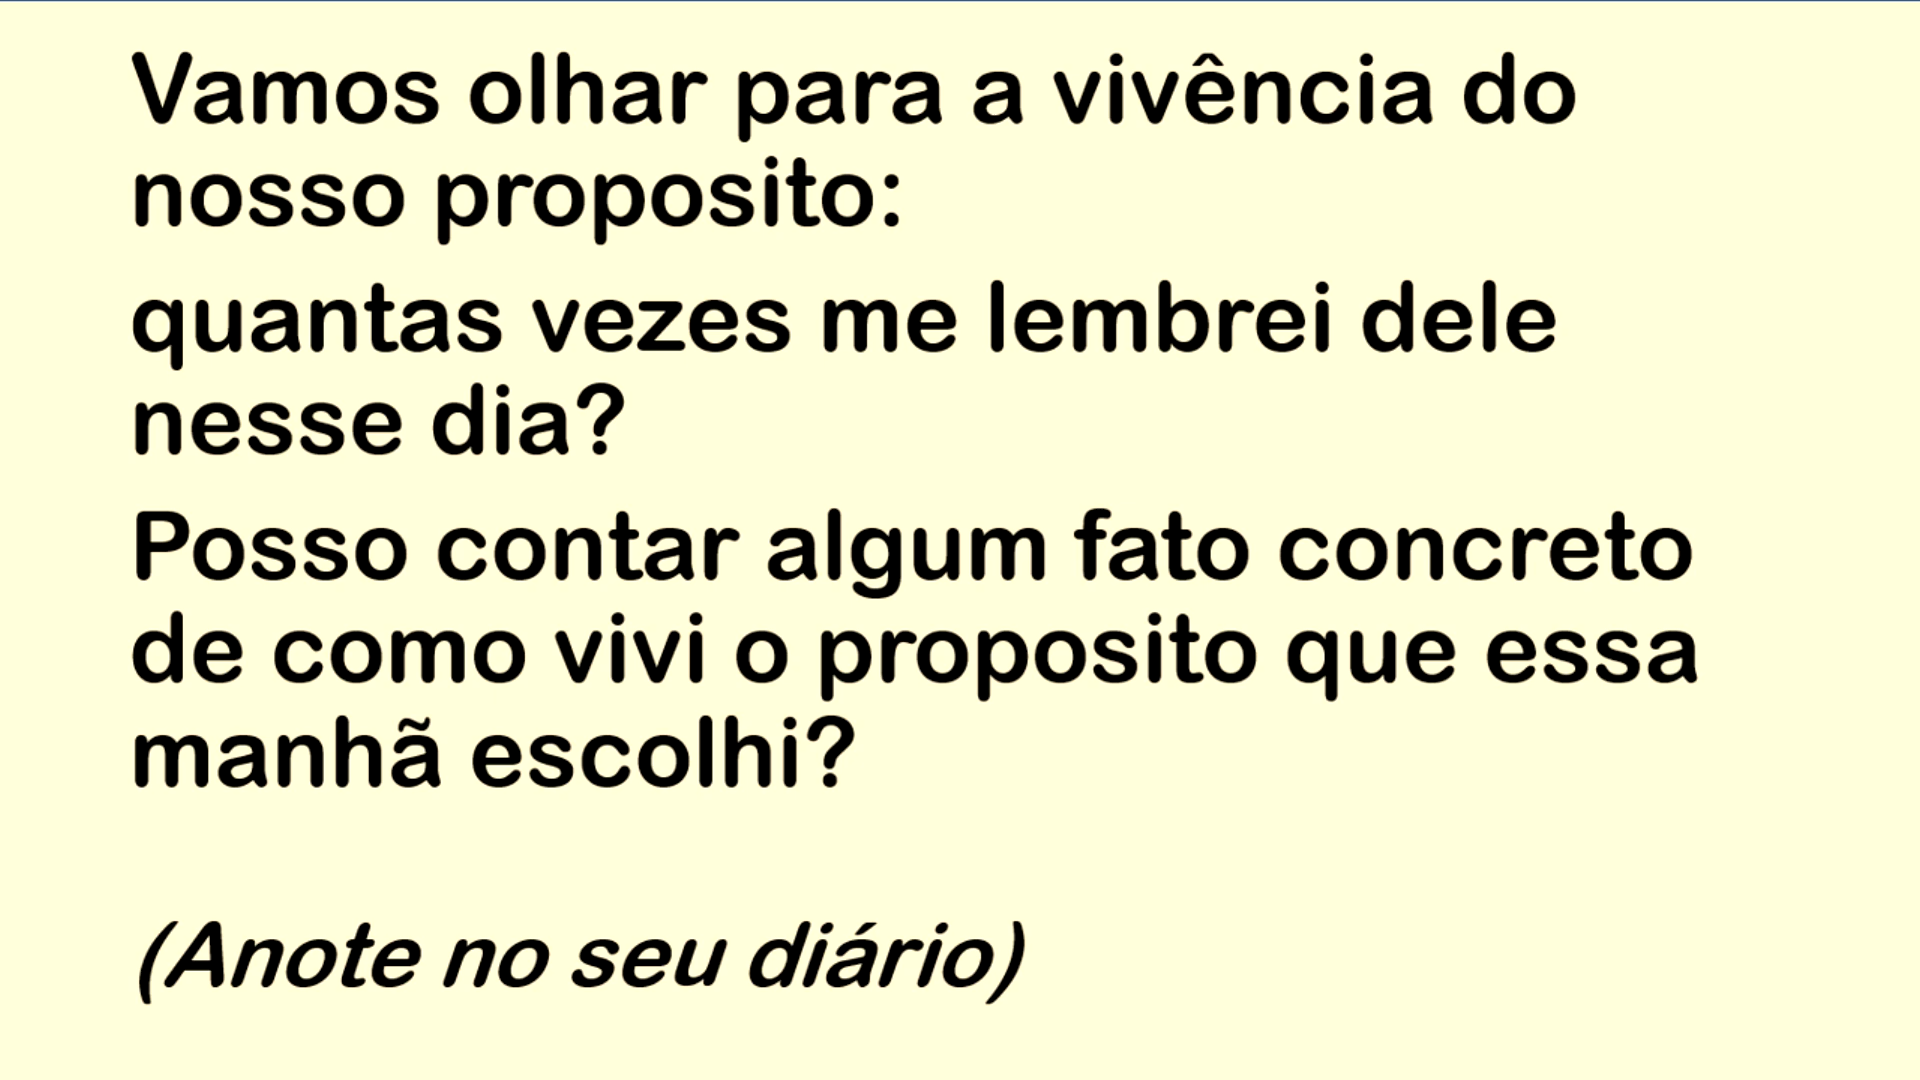 Vamos olhar para a vivência do
nosso proposito:
quantas vezes me lembrei dele
nesse dia?
Posso contar algum fato concreto
de como vivi o proposito que essa
manhã escolhi?
(Anote no seu diário)